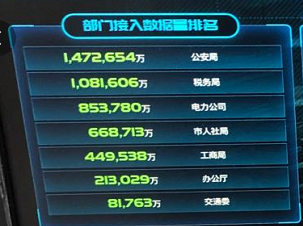 部门接入数据量排名
1,472,654万 公安局
1,081,606万 税务局
853,780万 电力公司
668,713万 市人社局
449,538万 工商局
213,029万 办公厅
81,763万 交通委